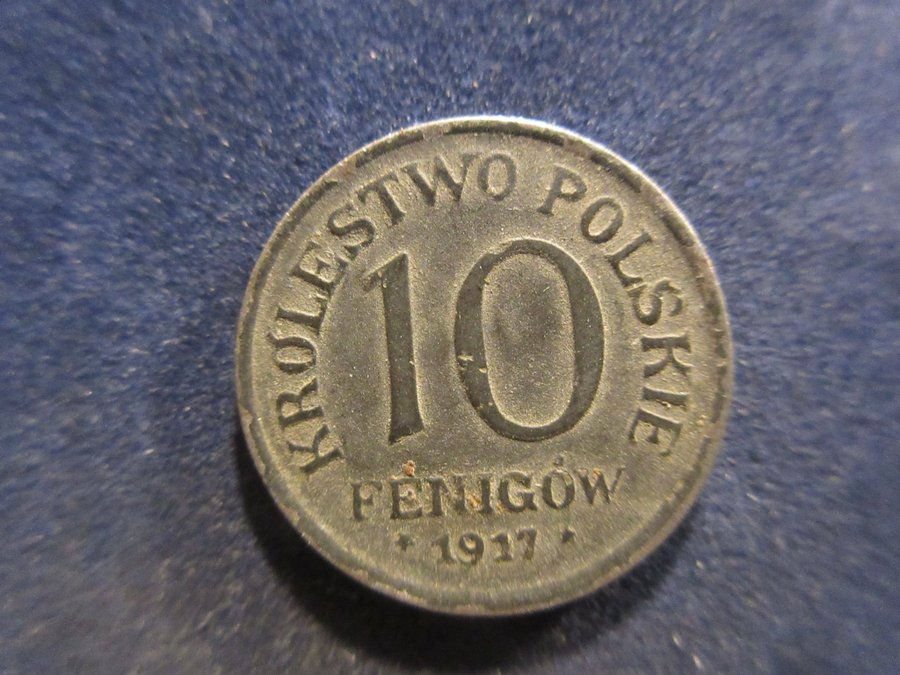 KRÓLESTWO POLSKIE
10
FENIGÓW
1917